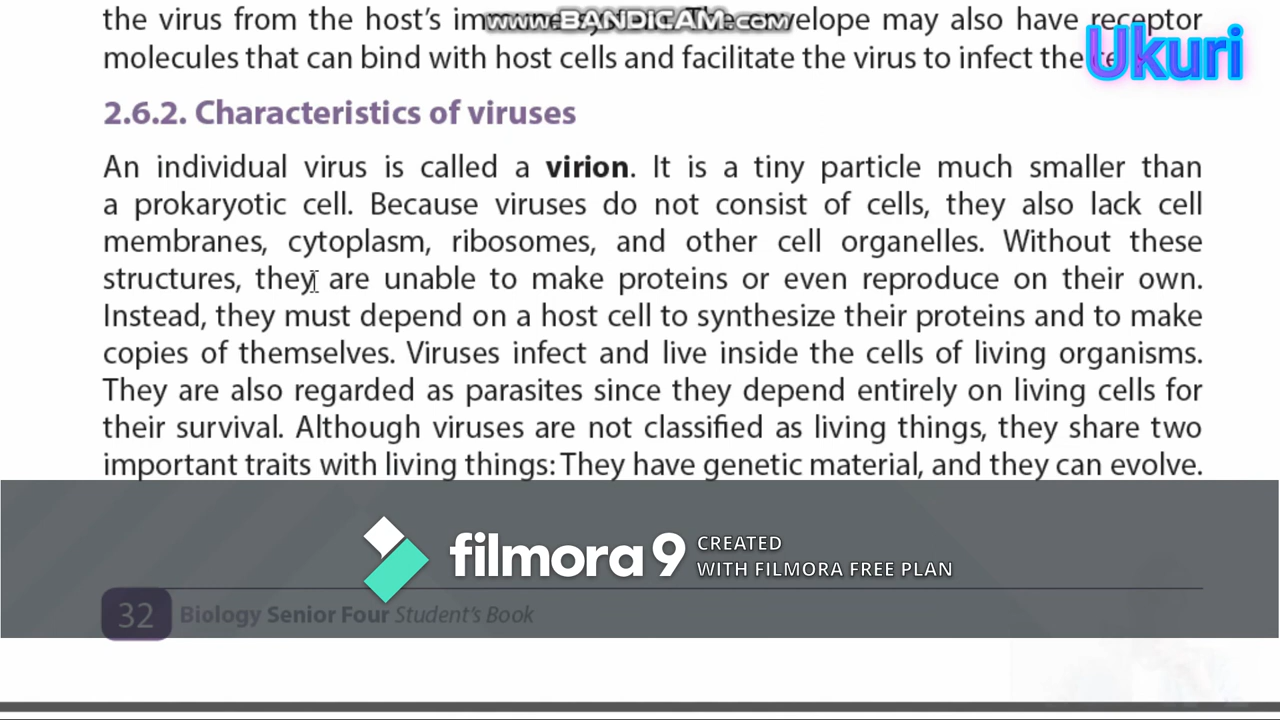 the virus from the host's www.BANDICAM.com envelope may also have receptor
molecules that can bind with host cells and facilitate the virus to infect the
Ukuri
2.6.2. Characteristics of viruses
An individual virus is called a virion. It is a tiny particle much smaller than
a prokaryotic cell. Because viruses do not consist of cells, they also lack cell
membranes, cytoplasm, ribosomes, and other cell organelles. Without these
structures, they are unable to make proteins or even reproduce on their own.
Instead, they must depend on a host cell to synthesize their proteins and to make
copies of themselves. Viruses infect and live inside the cells of living organisms.
They are also regarded as parasites since they depend entirely on living cells for
their survival. Although viruses are not classified as living things, they share two
important traits with living things: They have genetic material, and they can evolve.
filmora 9 CREATED
WITH FILMORA FREE PLAN
32 Biology Senior Four Student's Book